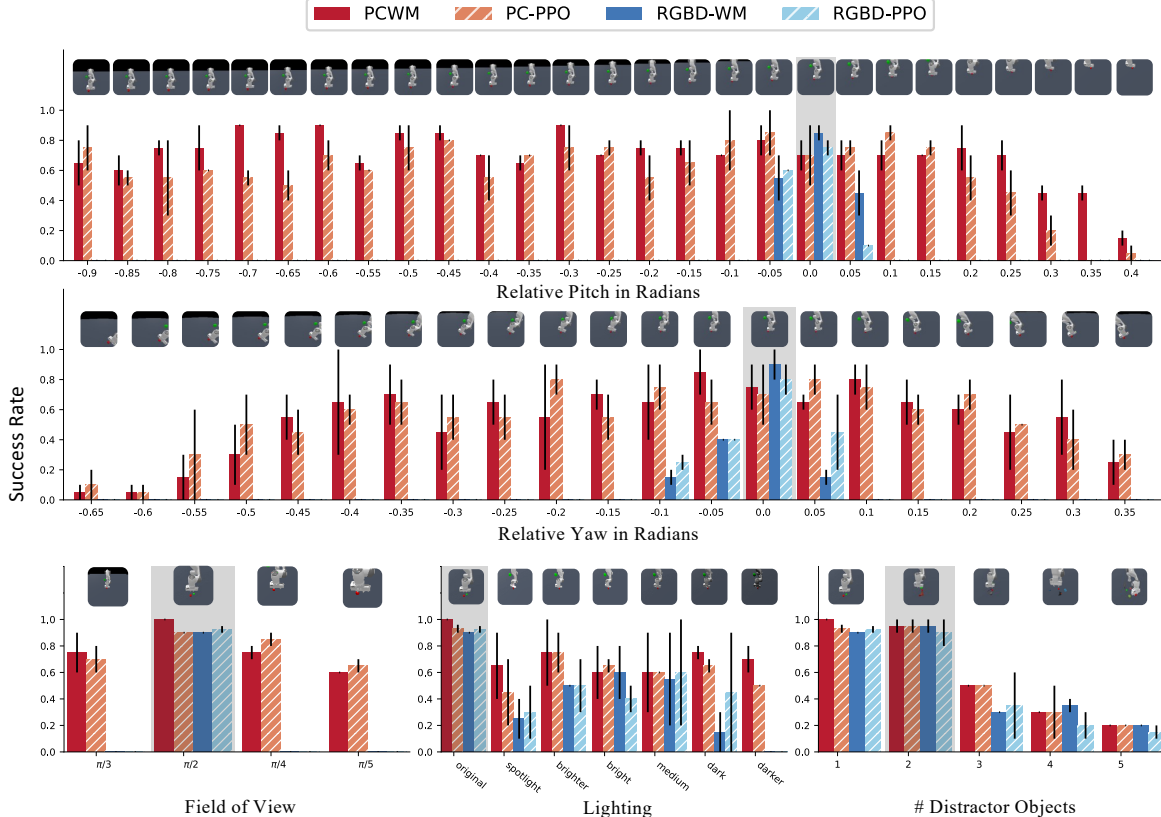 PCWM PC-PPO RGBD-WM RGBD-PPO
1.0
0.8
0.6
0.4
0.2
0.0
-0.9 -0.85 -0.8 -0.75 -0.7 -0.65 -0.6 -0.55 -0.5 -0.45 -0.4 -0.35 -0.3 -0.25 -0.2 -0.15 -0.1 -0.05 0.0 0.05 0.1 0.15 0.2 0.25 0.3 0.35 0.4
Relative Pitch in Radians
Success Rate
1.0
0.8
0.6
0.4
0.2
0.0
-0.65 -0.6 -0.55 -0.5 -0.45 -0.4 -0.35 -0.3 -0.25 -0.2 -0.15 -0.1 -0.05 0.0 0.05 0.1 0.15 0.2 0.25 0.3 0.35
Relative Yaw in Radians
1.0
0.8
0.6
0.4
0.2
0.0
π/3 π/2 π/4 π/5
Field of View
1.0
0.8
0.6
0.4
0.2
0.0
original spotlight brighter bright medium dark darker
Lighting
1.0
0.8
0.6
0.4
0.2
0.0
1 2 3 4 5
# Distractor Objects